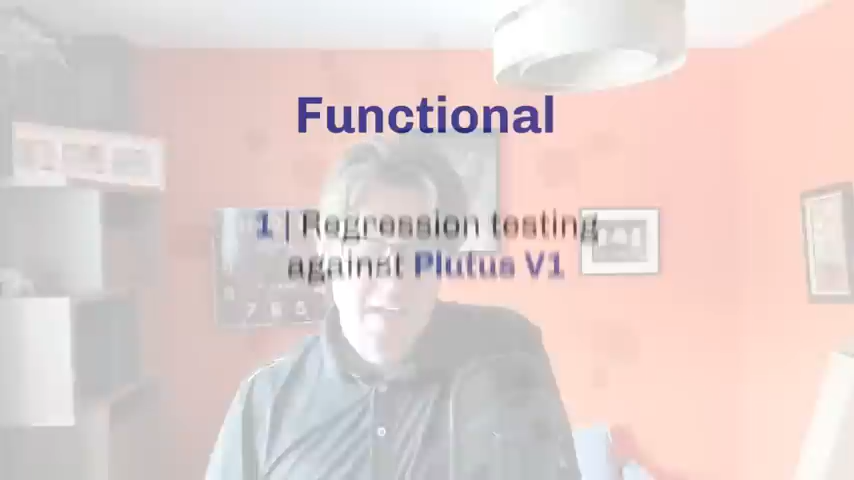 Functional
1 | Regression testing
against Plutus V1